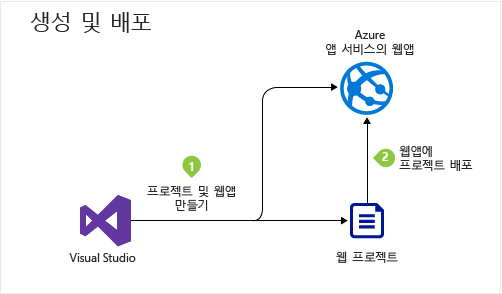 생성 및 배포
Azure
앱 서비스의 웹앱
1
프로젝트 및 웹앱
만들기
2
웹앱에
프로젝트 배포
Visual Studio
웹 프로젝트